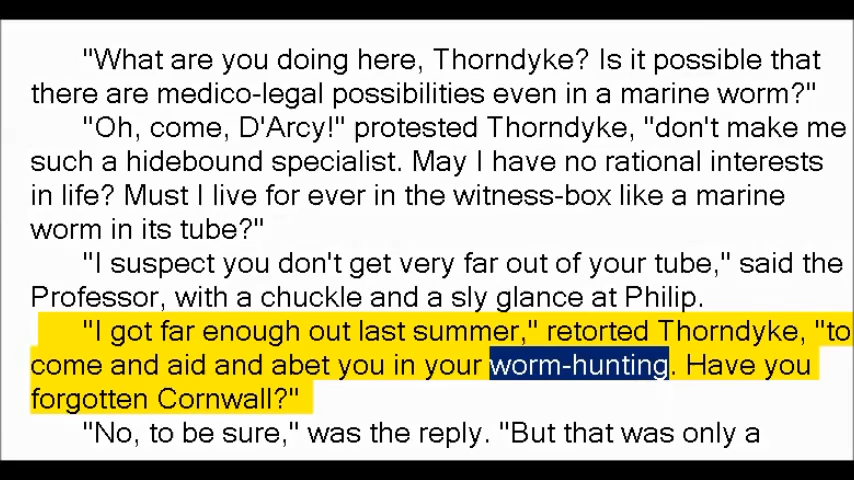 "What are you doing here, Thorndyke? Is it possible that
there are medico-legal possibilities even in a marine worm?"
"Oh, come, D'Arcy!" protested Thorndyke, "don't make me
such a hidebound specialist. May I have no rational interests
in life? Must I live for ever in the witness-box like a marine
worm in its tube?"
"I suspect you don't get very far out of your tube," said the
Professor, with a chuckle and a sly glance at Philip.
"I got far enough out last summer," retorted Thorndyke, "to
come and aid and abet you in your worm-hunting. Have you
forgotten Cornwall?"
"No, to be sure," was the reply. "But that was only a